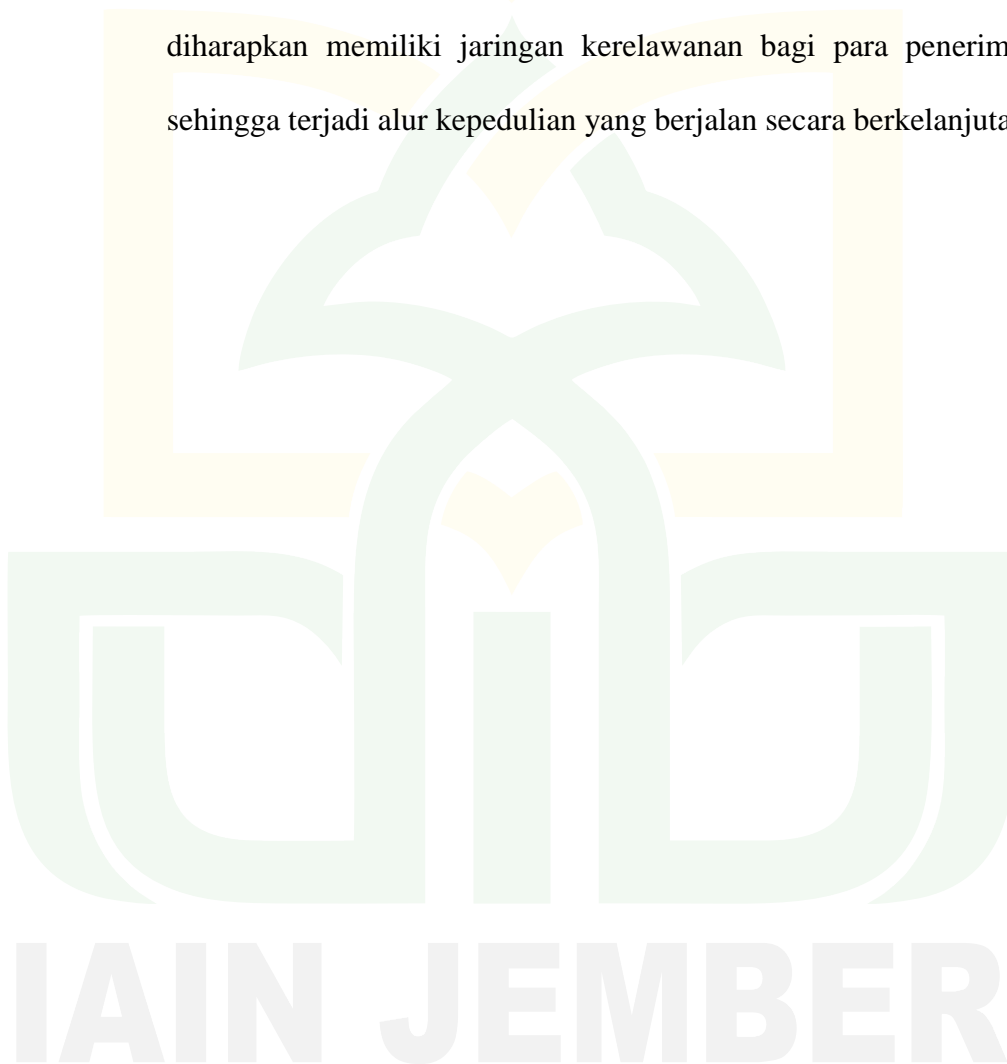 diharapkan memiliki jaringan kerelawanan bagi para penerim
sehingga terjadi alur kepedulian yang berjalan secara berkelanjuta
IAIN JEMBER